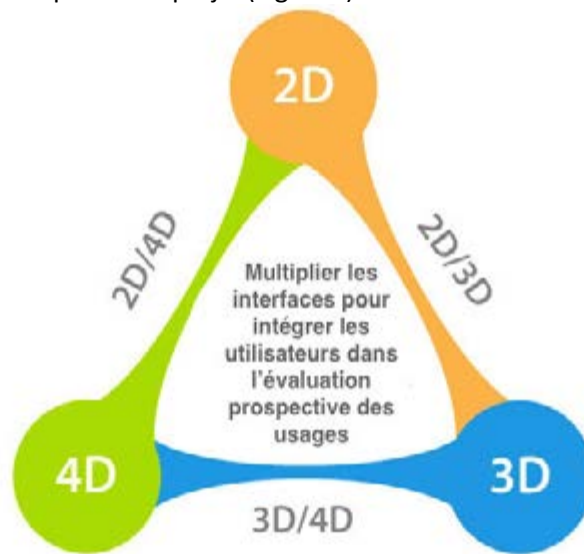 2D
2D/4D
2D/3D
Multiplier les
interfaces pour
intégrer les
utilisateurs dans
l'évaluation
prospective des
usages
4D
3D
3D/4D